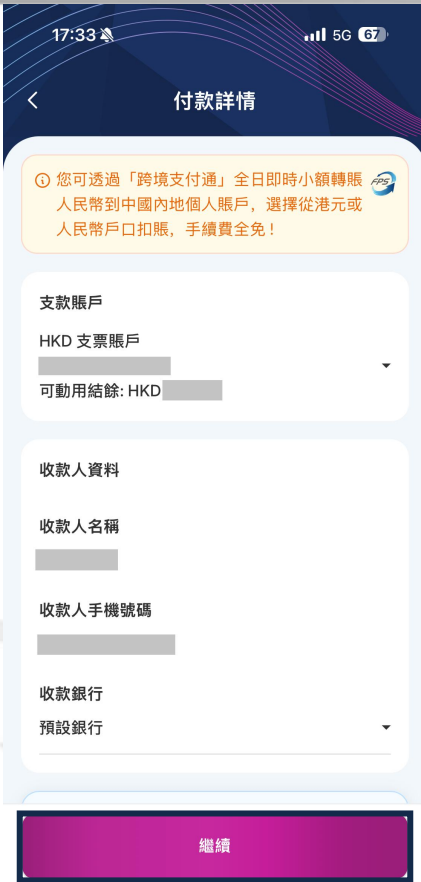 17:33
5G 67
付款詳情
您可透過「跨境支付通」全日即時小額轉賬
FPS
人民幣到中國內地個人賬戶，選擇從港元或
人民幣戶口扣賬，手續費全免！
支款賬戶
HKD 支票賬戶
可動用結餘: HKD
收款人資料
收款人名稱
收款人手機號碼
收款銀行
預設銀行
繼續